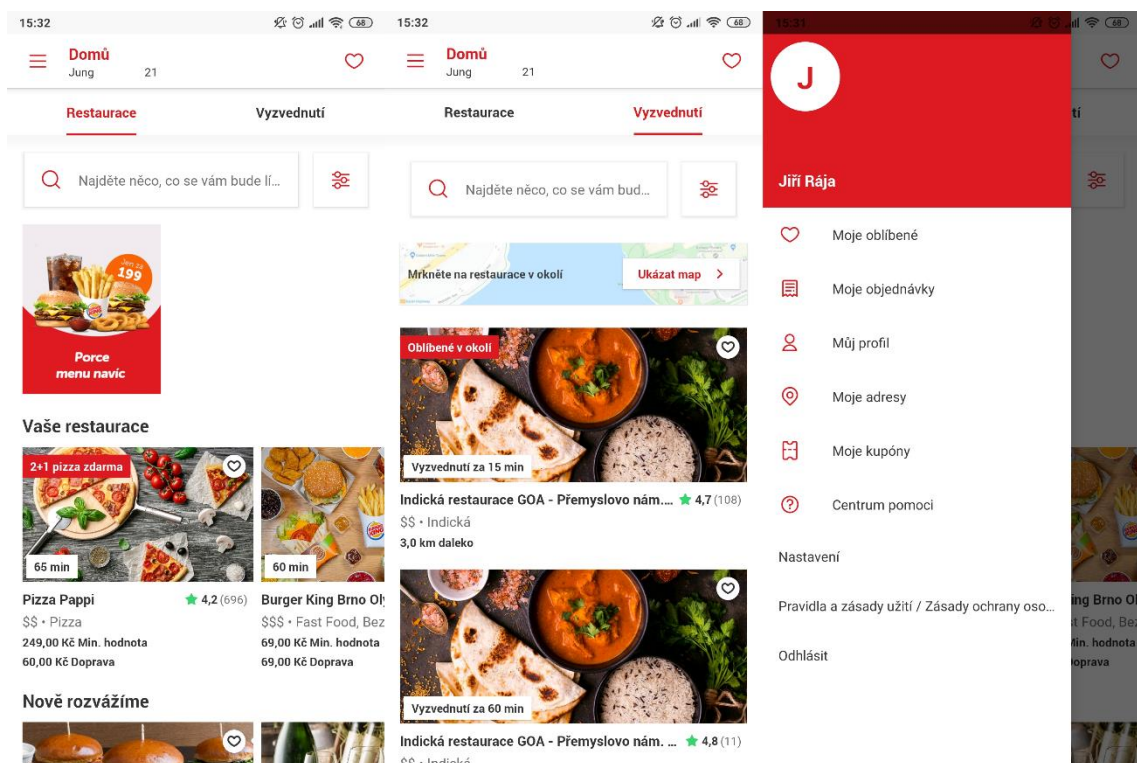 15:32
68
Domů
Jung 21
Restaurace Vyzvednutí
Najděte něco, co se vám bude lí...
Jen za
199
Porce
menu navíc
Vaše restaurace
2+1 pizza zdarma
65 min
60 min
Pizza Pappi 4,2 (696)
$$ • Pizza
249,00 Kč Min. hodnota
60,00 Kč Doprava
Burger King Brno Oly
$$$ • Fast Food, Bez
69,00 Kč Min. hodnota
69,00 Kč Doprava
Nově rozvážíme
15:32
68
Domů
Jung 21
Restaurace Vyzvednutí
Najděte něco, co se vám bud...
Mrkněte na restaurace v okolí
Ukázat map
Oblíbené v okolí
Vyzvednutí za 15 min
Indická restaurace GOA - Přemyslovo nám.... 4,7 (108)
$$ • Indická
3,0 km daleko
Vyzvednutí za 60 min
Indická restaurace GOA - Přemyslovo nám. ... 4,8 (11)
$$ • Indická
15:31
68
J
Jiří Rája
Moje oblíbené
Moje objednávky
Můj profil
Moje adresy
Moje kupóny
Centrum pomoci
Nastavení
Pravidla a zásady užití / Zásady ochrany oso...
Odhlásit
tí
ing Brno Ol
st Food, Bez
Min. hodnota
Doprava